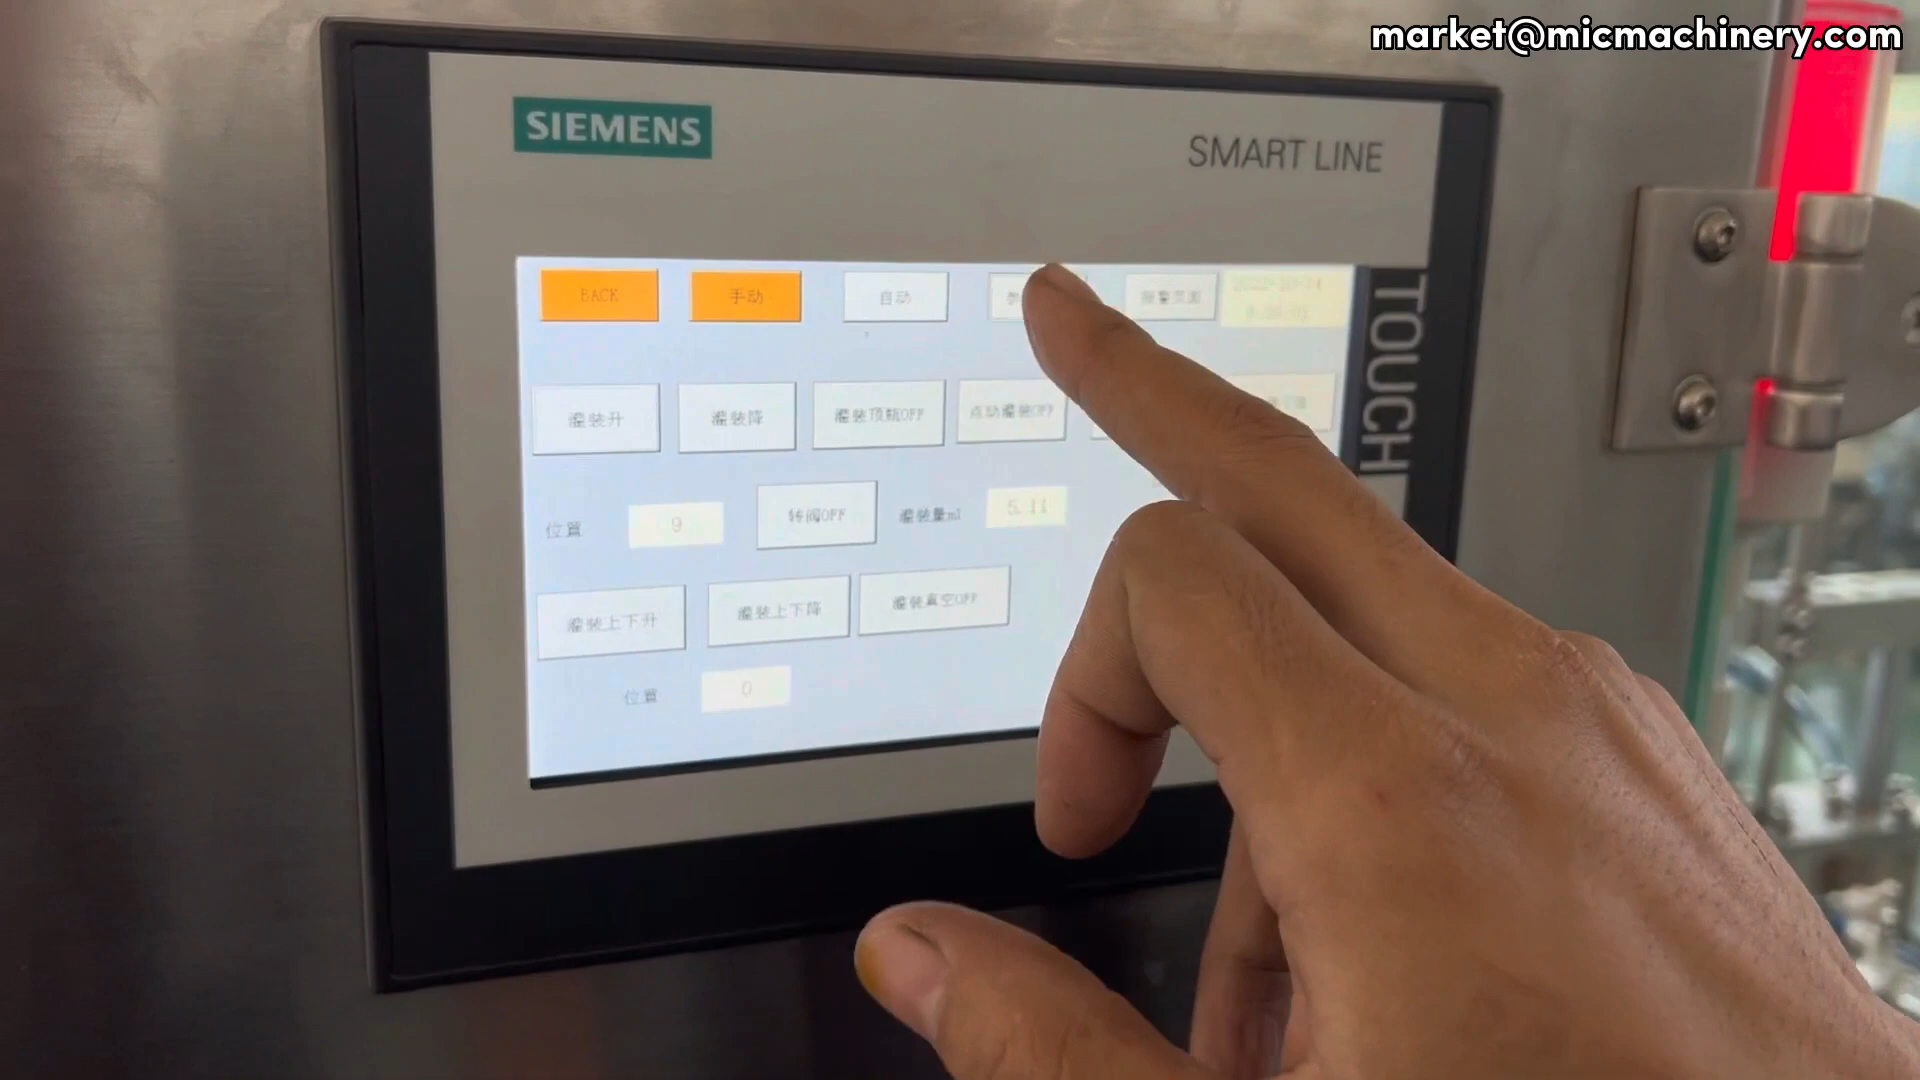 market@micmachinery.com
SIEMENS
SMART LINE
TOUCH
bACK
手动
自动
参
报警页面
灌装升
灌装降
灌装顶瓶OFF
点动灌装OFF
位置
9
转阀OFF
灌装量ml
5.11
灌装上下升
灌装上下降
灌装真空OFF
位置
0